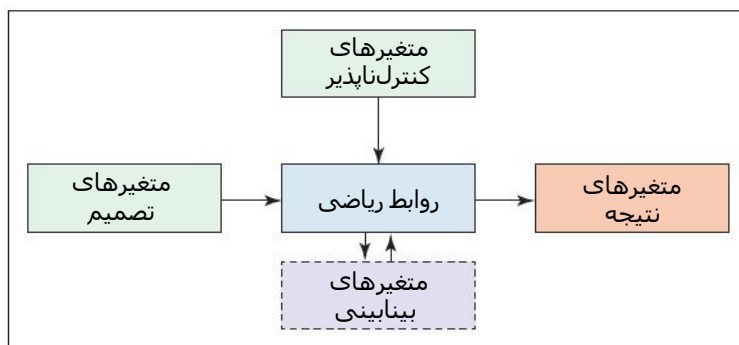 متغیرهای
کنترل‌ناپذیر
متغیرهای
تصمیم
روابط ریاضی
متغیرهای
نتیجه
متغیرهای
بینابینی